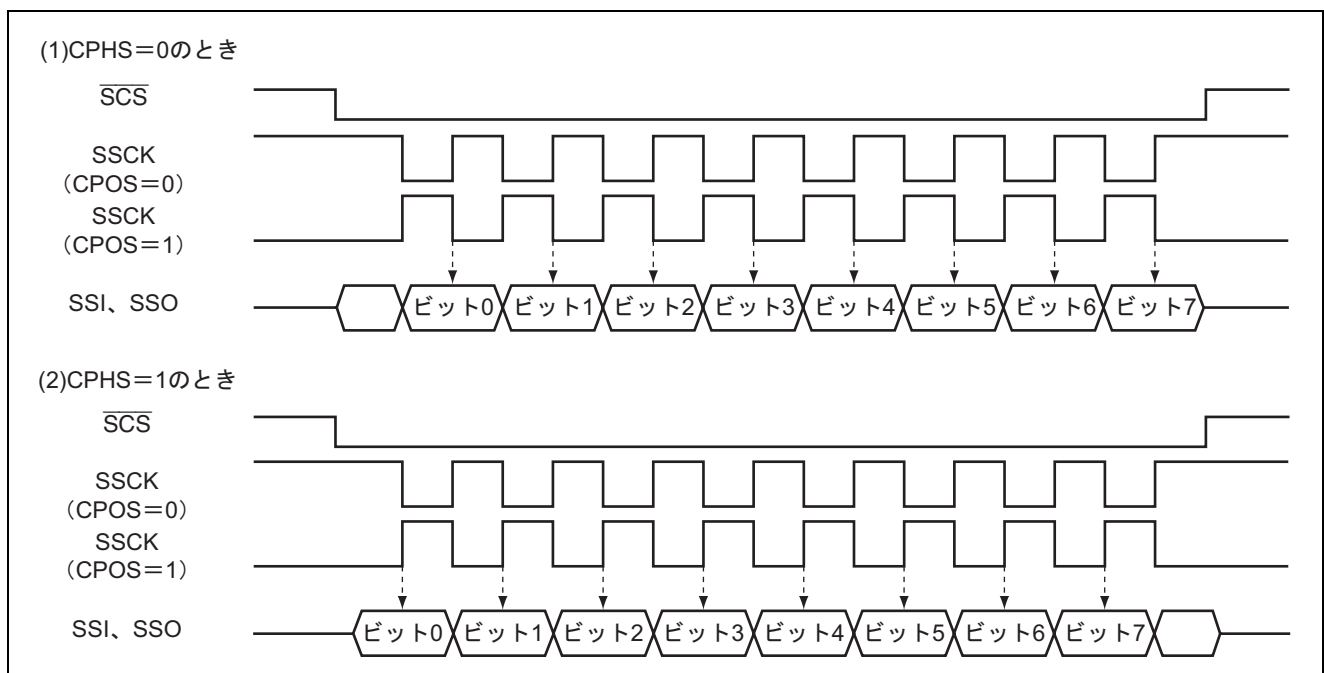 (1)CPHS＝0のとき
SCS
SSCK
（CPOS＝0）
SSCK
（CPOS＝1）
SSI、SSO
ビット0 ビット1 ビット2 ビット3 ビット4 ビット5 ビット6 ビット7
(2)CPHS＝1のとき
SCS
SSCK
（CPOS＝0）
SSCK
（CPOS＝1）
SSI、SSO
ビット0 ビット1 ビット2 ビット3 ビット4 ビット5 ビット6 ビット7